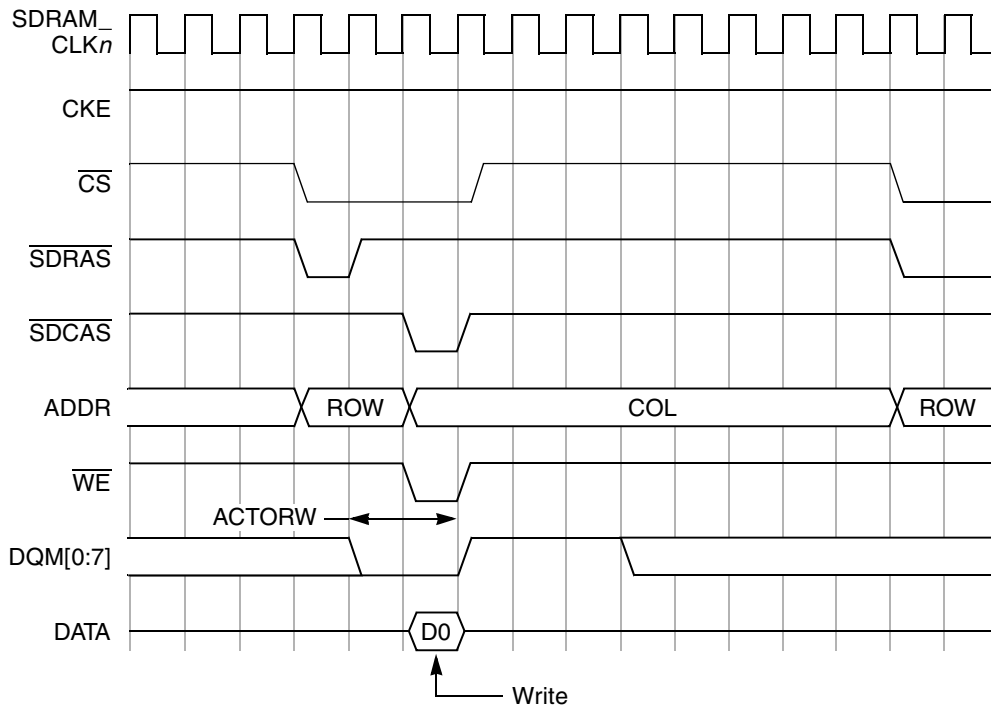 SDRAM_
CLKn
CKE
CS
SDRAS
SDCAS
ADDR ROW COL ROW
WE
ACTORW
DQM[0:7]
DATA D0
Write